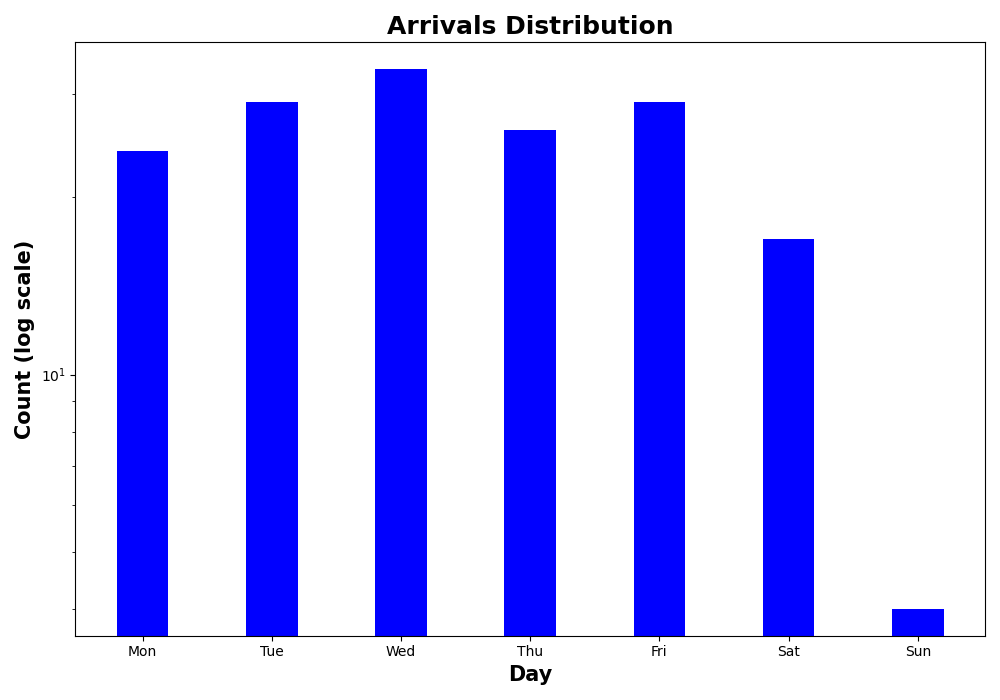 Arrivals Distribution
Count (log scale)
10¹
Mon Tue Wed Thu Fri Sat Sun
Day